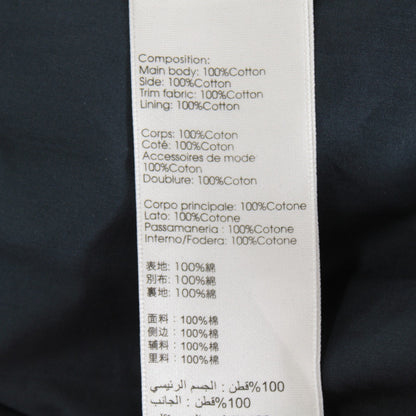 Composition:
Main body: 100%Cotton
Side: 100%Cotton
Trim fabric: 100%Cotton
Lining: 100%Cotton
Corps: 100%Coton
Coté: 100%Coton
Accessoires de mode
100%Coton
Doublure: 100%Coton
Corpo principale: 100%Cotone
Lato: 100%Cotone
Passamaneria: 100%Cotone
Interno/Fodera: 100%Cotone
表地: 100%綿
別布: 100%綿
裏地: 100%綿
面料: 100%棉
侧边: 100%棉
辅料: 100%棉
里料: 100%棉
100%قطن: الجسم الرئيسي
100%قطن: الجانب